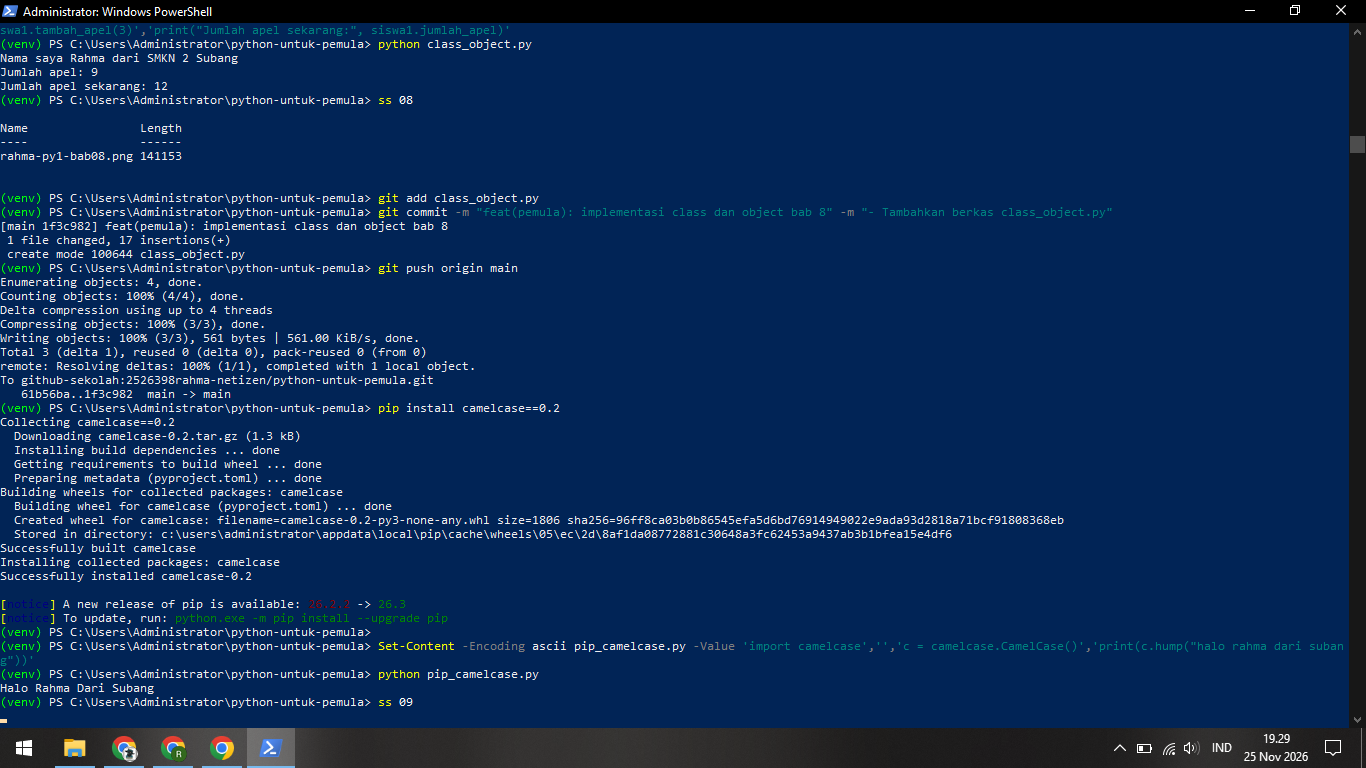 Administrator: Windows PowerShell
swa1.tambah_apel(3)','print("Jumlah apel sekarang:", siswa1.jumlah_apel)'
(venv) PS C:\Users\Administrator\python-untuk-pemula> python class_object.py
Nama saya Rahma dari SMKN 2 Subang
Jumlah apel: 9
Jumlah apel sekarang: 12
(venv) PS C:\Users\Administrator\python-untuk-pemula> ss 08
Name                Length
----                ------
rahma-py1-bab08.png 141153
(venv) PS C:\Users\Administrator\python-untuk-pemula> git add class_object.py
(venv) PS C:\Users\Administrator\python-untuk-pemula> git commit -m "feat(pemula): implementasi class dan object bab 8" -m "- Tambahkan berkas class_object.py"
[main 1f3c982] feat(pemula): implementasi class dan object bab 8
 1 file changed, 17 insertions(+)
 create mode 100644 class_object.py
(venv) PS C:\Users\Administrator\python-untuk-pemula> git push origin main
Enumerating objects: 4, done.
Counting objects: 100% (4/4), done.
Delta compression using up to 4 threads
Compressing objects: 100% (3/3), done.
Writing objects: 100% (3/3), 561 bytes | 561.00 KiB/s, done.
Total 3 (delta 1), reused 0 (delta 0), pack-reused 0 (from 0)
remote: Resolving deltas: 100% (1/1), completed with 1 local object.
To github-sekolah:2526398rahma-netizen/python-untuk-pemula.git
   61b56ba..1f3c982  main -> main
(venv) PS C:\Users\Administrator\python-untuk-pemula> pip install camelcase==0.2
Collecting camelcase==0.2
  Downloading camelcase-0.2.tar.gz (1.3 kB)
  Installing build dependencies ... done
  Getting requirements to build wheel ... done
  Preparing metadata (pyproject.toml) ... done
Building wheels for collected packages: camelcase
  Building wheel for camelcase (pyproject.toml) ... done
  Created wheel for camelcase: filename=camelcase-0.2-py3-none-any.whl size=1806 sha256=96ff8ca03b0b86545efa5d6bd76914949022e9ada93d2818a71bcf91808368eb
  Stored in directory: c:\users\administrator\appdata\local\pip\cache\wheels\05\ec\2d\8af1da08772881c30648a3fc62453a9437ab3b1bfea15e4df6
Successfully built camelcase
Installing collected packages: camelcase
Successfully installed camelcase-0.2
[notice] A new release of pip is available: 26.2.2 -> 26.3
[notice] To update, run: python.exe -m pip install --upgrade pip
(venv) PS C:\Users\Administrator\python-untuk-pemula>
(venv) PS C:\Users\Administrator\python-untuk-pemula> Set-Content -Encoding ascii pip_camelcase.py -Value 'import camelcase','','c = camelcase.CamelCase()','print(c.hump("halo rahma dari suban
g"))'
(venv) PS C:\Users\Administrator\python-untuk-pemula> python pip_camelcase.py
Halo Rahma Dari Subang
(venv) PS C:\Users\Administrator\python-untuk-pemula> ss 09
R
IND
19.29
25 Nov 2026